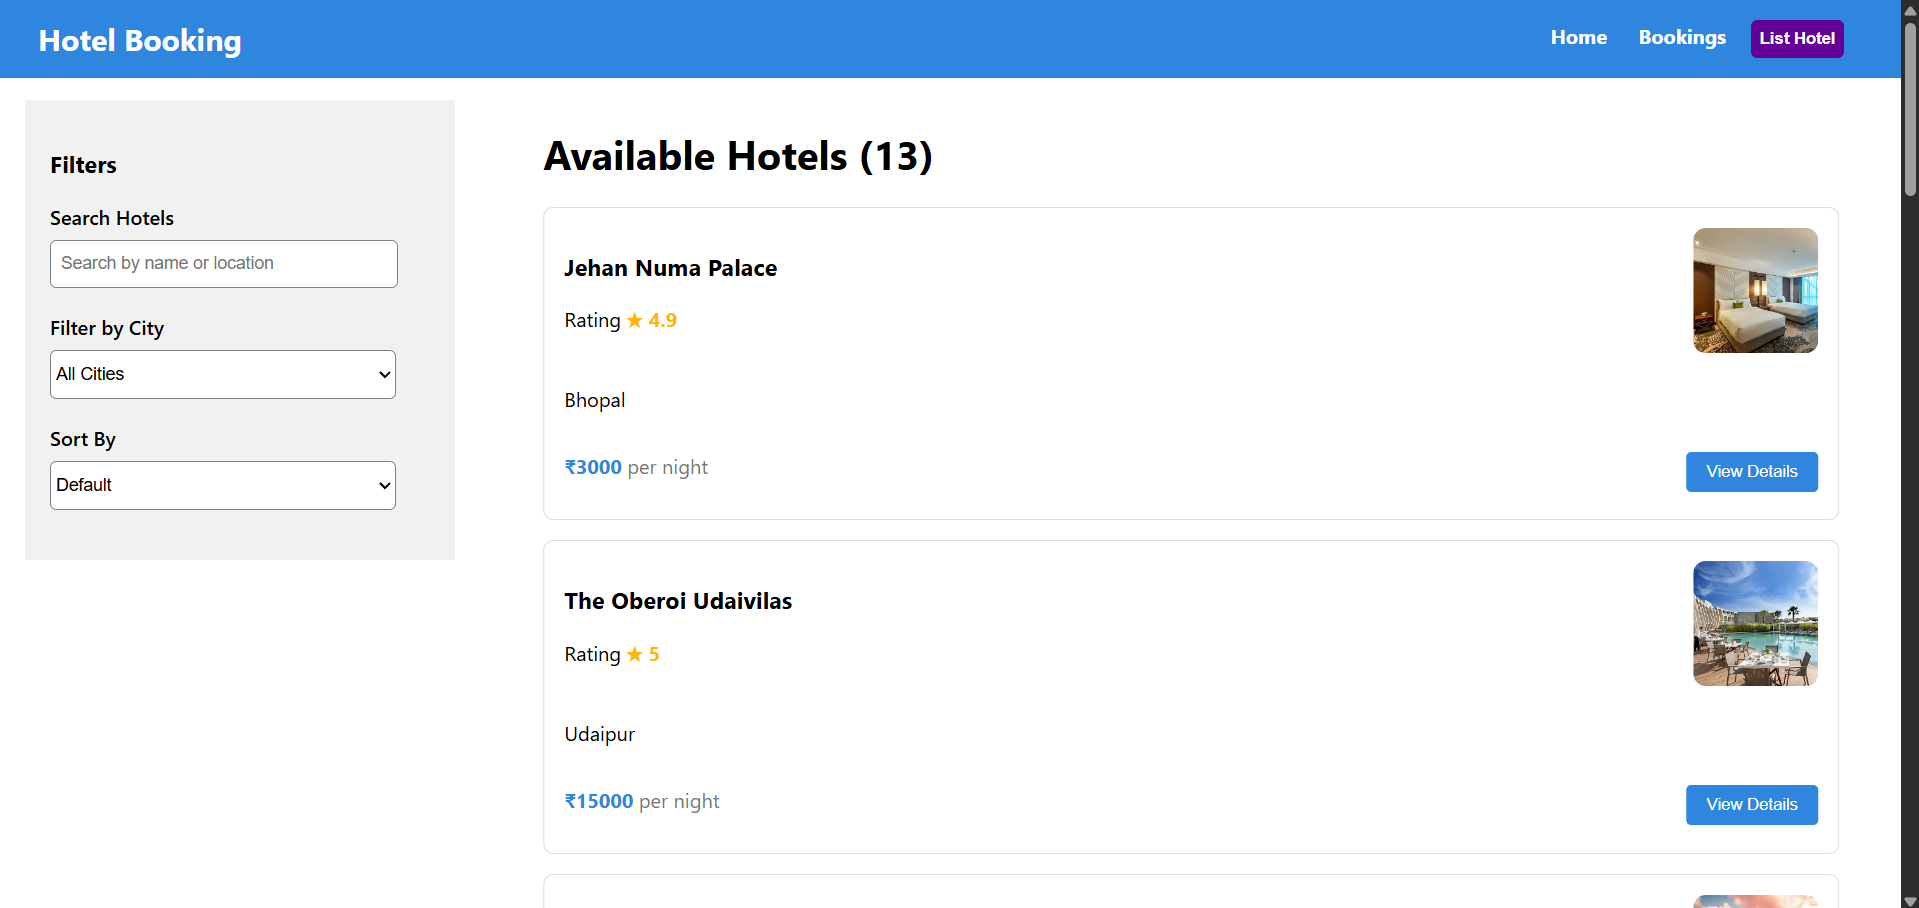 Hotel Booking
Home
Bookings
List Hotel
Filters
Search Hotels
Search by name or location
Filter by City
All Cities
Sort By
Default
Available Hotels (13)
Jehan Numa Palace
Rating ★ 4.9
Bhopal
₹3000 per night
View Details
The Oberoi Udaivilas
Rating ★ 5
Udaipur
₹15000 per night
View Details